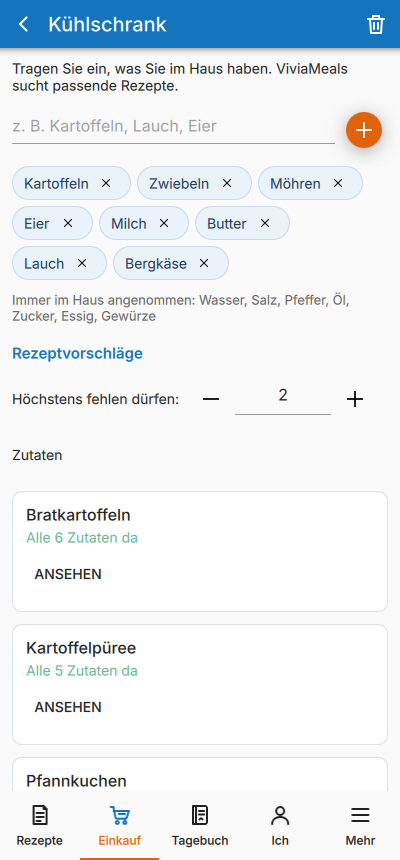 Kühlschrank
Tragen Sie ein, was Sie im Haus haben. ViviaMeals
sucht passende Rezepte.
z. B. Kartoffeln, Lauch, Eier
Kartoffeln
Zwiebeln
Möhren
Eier
Milch
Butter
Lauch
Bergkäse
Immer im Haus angenommen: Wasser, Salz, Pfeffer, Öl,
Zucker, Essig, Gewürze
Rezeptvorschläge
Höchstens fehlen dürfen:
2
Zutaten
Bratkartoffeln
Alle 6 Zutaten da
ANSEHEN
Kartoffelpüree
Alle 5 Zutaten da
ANSEHEN
Pfannkuchen
Rezepte
Einkauf
Tagebuch
Ich
Mehr